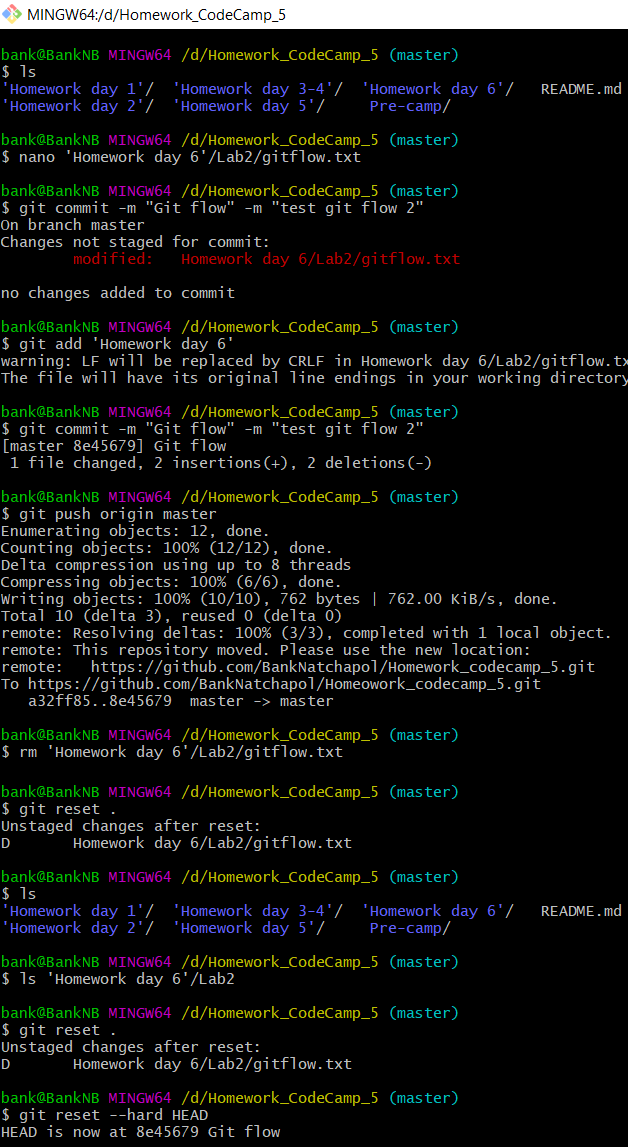 MINGW64:/d/Homework_CodeCamp_5
bank@BankNB MINGW64 /d/Homework_CodeCamp_5 (master)
$ ls
'Homework day 1'/  'Homework day 3-4'/  'Homework day 6'/   README.md
'Homework day 2'/  'Homework day 5'/     Pre-camp/
bank@BankNB MINGW64 /d/Homework_CodeCamp_5 (master)
$ nano 'Homework day 6'/Lab2/gitflow.txt
bank@BankNB MINGW64 /d/Homework_CodeCamp_5 (master)
$ git commit -m "Git flow" -m "test git flow 2"
On branch master
Changes not staged for commit:
        modified:   Homework day 6/Lab2/gitflow.txt
no changes added to commit
bank@BankNB MINGW64 /d/Homework_CodeCamp_5 (master)
$ git add 'Homework day 6'
warning: LF will be replaced by CRLF in Homework day 6/Lab2/gitflow.tx
The file will have its original line endings in your working directory
bank@BankNB MINGW64 /d/Homework_CodeCamp_5 (master)
$ git commit -m "Git flow" -m "test git flow 2"
[master 8e45679] Git flow
 1 file changed, 2 insertions(+), 2 deletions(-)
bank@BankNB MINGW64 /d/Homework_CodeCamp_5 (master)
$ git push origin master
Enumerating objects: 12, done.
Counting objects: 100% (12/12), done.
Delta compression using up to 8 threads
Compressing objects: 100% (6/6), done.
Writing objects: 100% (10/10), 762 bytes | 762.00 KiB/s, done.
Total 10 (delta 3), reused 0 (delta 0)
remote: Resolving deltas: 100% (3/3), completed with 1 local object.
remote: This repository moved. Please use the new location:
remote:   https://github.com/BankNatchapol/Homework_codecamp_5.git
To https://github.com/BankNatchapol/Homeowork_codecamp_5.git
   a32ff85..8e45679  master -> master
bank@BankNB MINGW64 /d/Homework_CodeCamp_5 (master)
$ rm 'Homework day 6'/Lab2/gitflow.txt
bank@BankNB MINGW64 /d/Homework_CodeCamp_5 (master)
$ git reset .
Unstaged changes after reset:
D       Homework day 6/Lab2/gitflow.txt
bank@BankNB MINGW64 /d/Homework_CodeCamp_5 (master)
$ ls
'Homework day 1'/  'Homework day 3-4'/  'Homework day 6'/   README.md
'Homework day 2'/  'Homework day 5'/     Pre-camp/
bank@BankNB MINGW64 /d/Homework_CodeCamp_5 (master)
$ ls 'Homework day 6'/Lab2
bank@BankNB MINGW64 /d/Homework_CodeCamp_5 (master)
$ git reset .
Unstaged changes after reset:
D       Homework day 6/Lab2/gitflow.txt
bank@BankNB MINGW64 /d/Homework_CodeCamp_5 (master)
$ git reset --hard HEAD
HEAD is now at 8e45679 Git flow